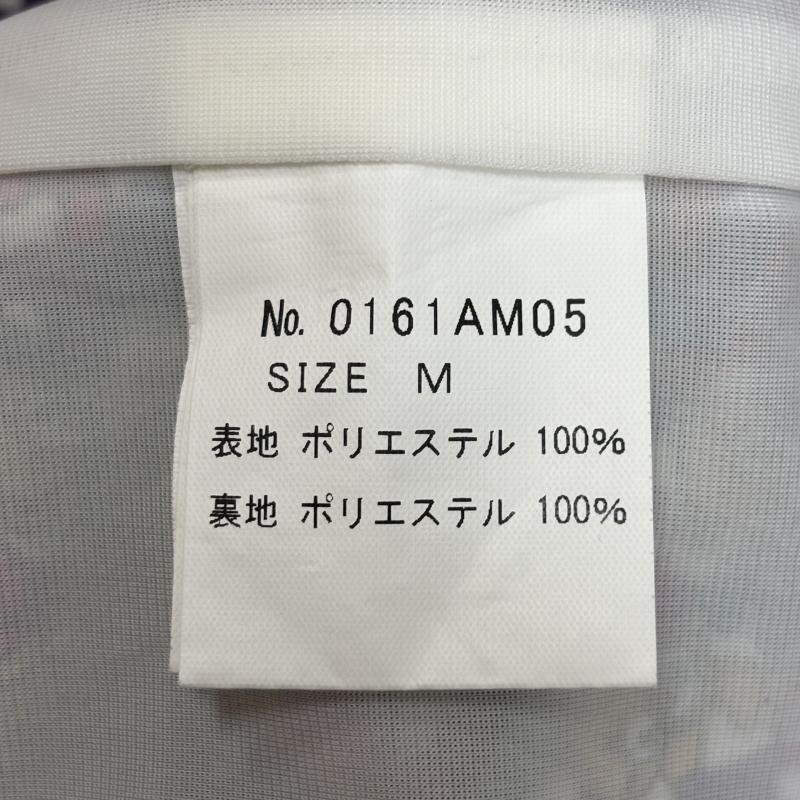 No. 0161AM05
SIZE M
表地 ポリエステル 100%
裏地 ポリエステル 100%